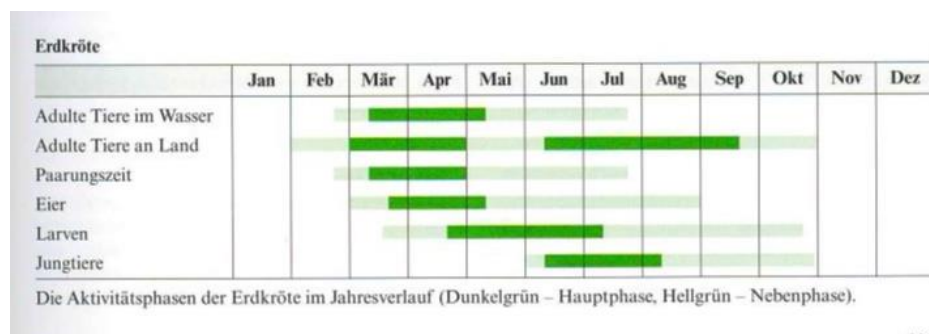 Erdkröte
Jan Feb Mär Apr Mai Jun Jul Aug Sep Okt Nov Dez
Adulte Tiere im Wasser
Adulte Tiere an Land
Paarungszeit
Eier
Larven
Jungtiere
Die Aktivitätsphasen der Erdkröte im Jahresverlauf (Dunkelgrün – Hauptphase, Hellgrün – Nebenphase).